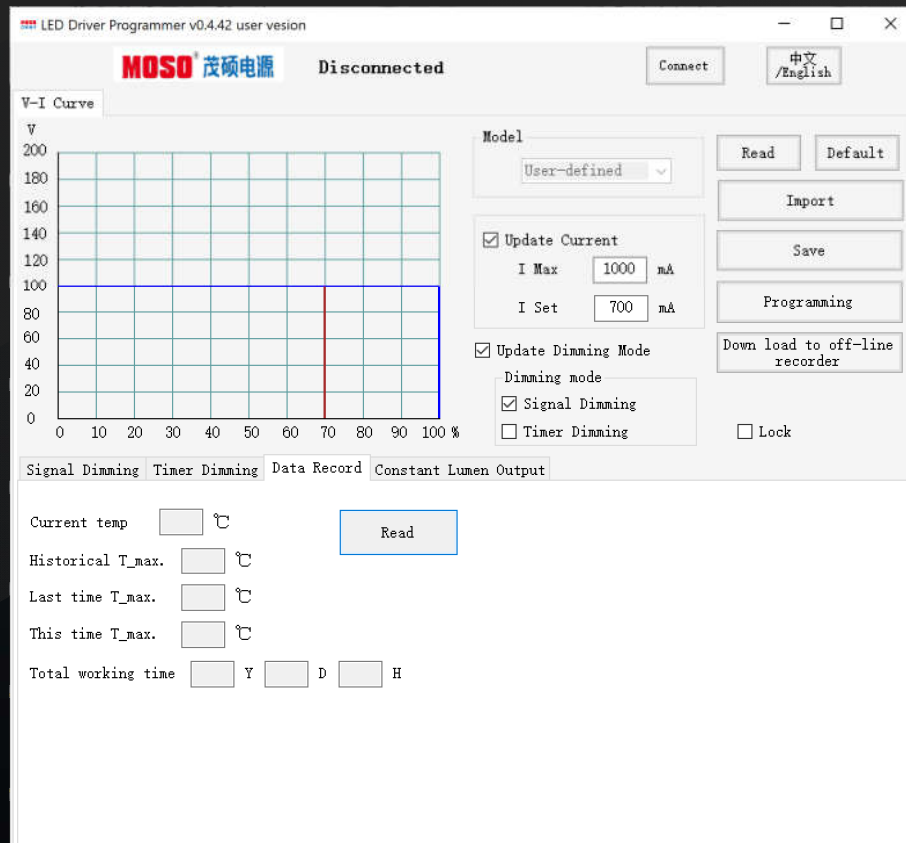 LED Driver Programmer v0.4.42 user vesion
MOSO® 茂硕电源
Disconnected
Connect
中文
/English
V-I Curve
V
200
180
160
140
120
100
80
60
40
20
0
0 10 20 30 40 50 60 70 80 90 100 %
Model
User-defined
Update Current
I Max 1000 mA
I Set 700 mA
Update Dimming Mode
Dimming mode
Signal Dimming
Timer Dimming
Read
Default
Import
Save
Programming
Down load to off-line
recorder
Lock
Signal Dimming
Timer Dimming
Data Record
Constant Lumen Output
Current temp ℃
Historical T_max. ℃
Last time T_max. ℃
This time T_max. ℃
Total working time Y D H
Read